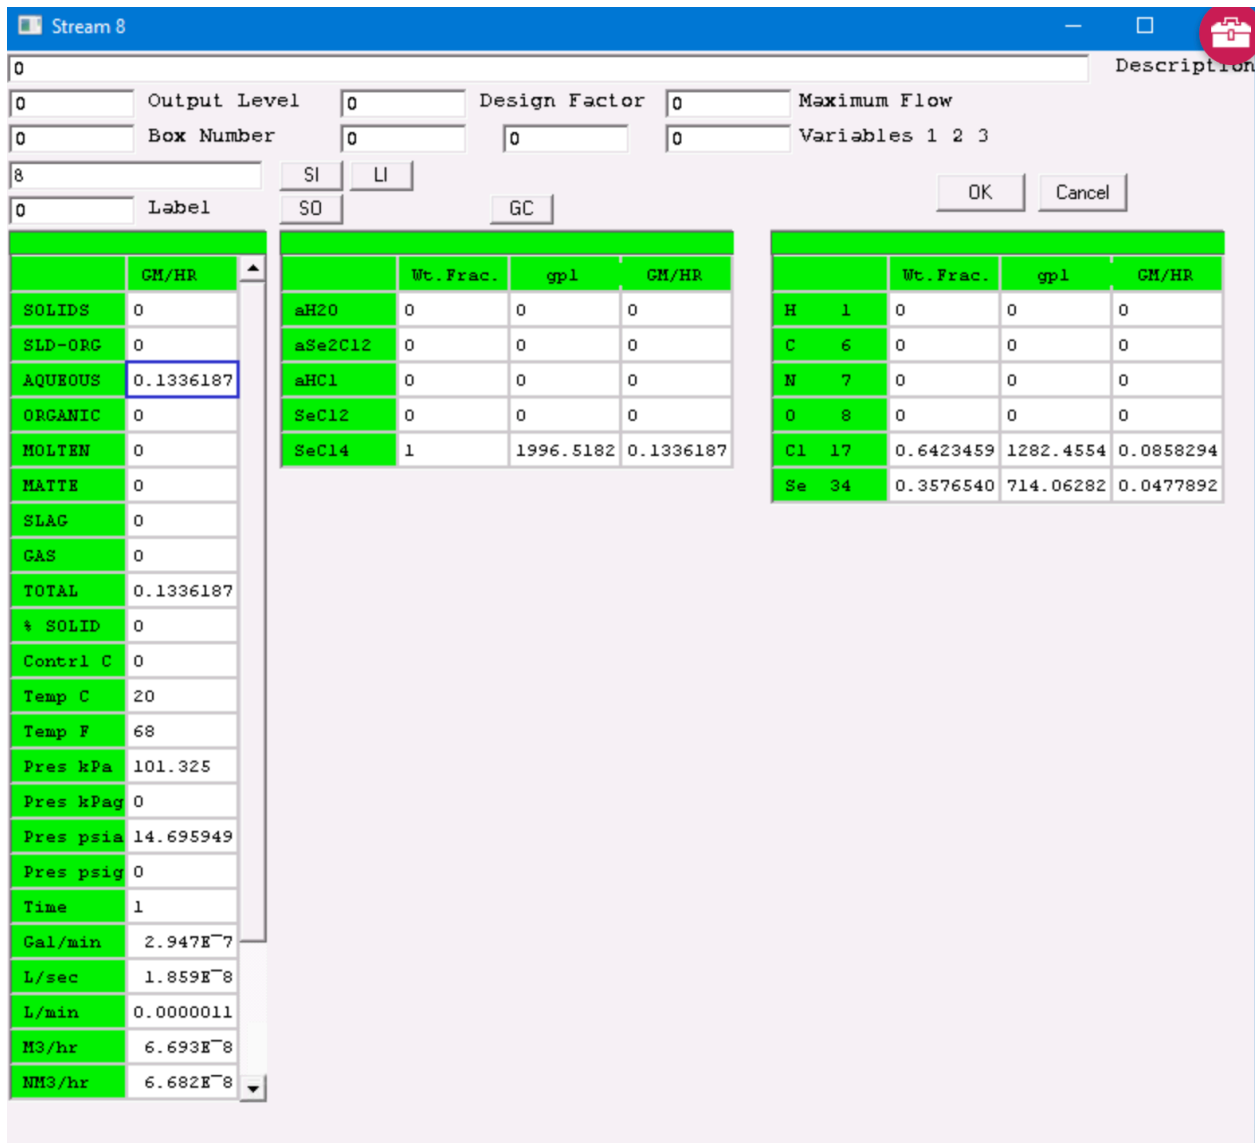 Stream 8
0 Description
0 Output Level 0 Design Factor 0 Maximum Flow
0 Box Number 0 0 0 Variables 1 2 3
8 SI LI
OK Cancel
0 Label SO GC
GM/HR
SOLIDS 0
SLD-ORG 0
AQUEOUS 0.1336187
ORGANIC 0
MOLTEN 0
MATTE 0
SLAG 0
GAS 0
TOTAL 0.1336187
% SOLID 0
Contrl C 0
Temp C 20
Temp F 68
Pres kPa 101.325
Pres kPag 0
Pres psia 14.695949
Pres psig 0
Time 1
Gal/min 2.947E¯7
L/sec 1.859E¯8
L/min 0.0000011
M3/hr 6.693E¯8
NM3/hr 6.682E¯8
Wt.Frac. gpl GM/HR
aH2O 0 0 0
aSe2Cl2 0 0 0
aHCl 0 0 0
SeCl2 0 0 0
SeCl4 1 1996.5182 0.1336187
Wt.Frac. gpl GM/HR
H 1 0 0 0
C 6 0 0 0
N 7 0 0 0
O 8 0 0 0
Cl 17 0.6423459 1282.4554 0.0858294
Se 34 0.3576540 714.06282 0.0477892